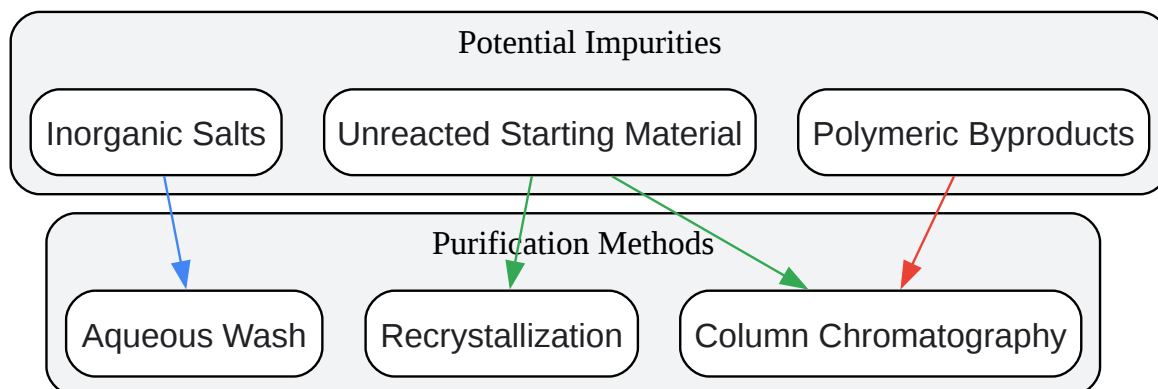 Potential Impurities
Inorganic Salts
Unreacted Starting Material
Polymeric Byproducts
Purification Methods
Aqueous Wash
Recrystallization
Column Chromatography